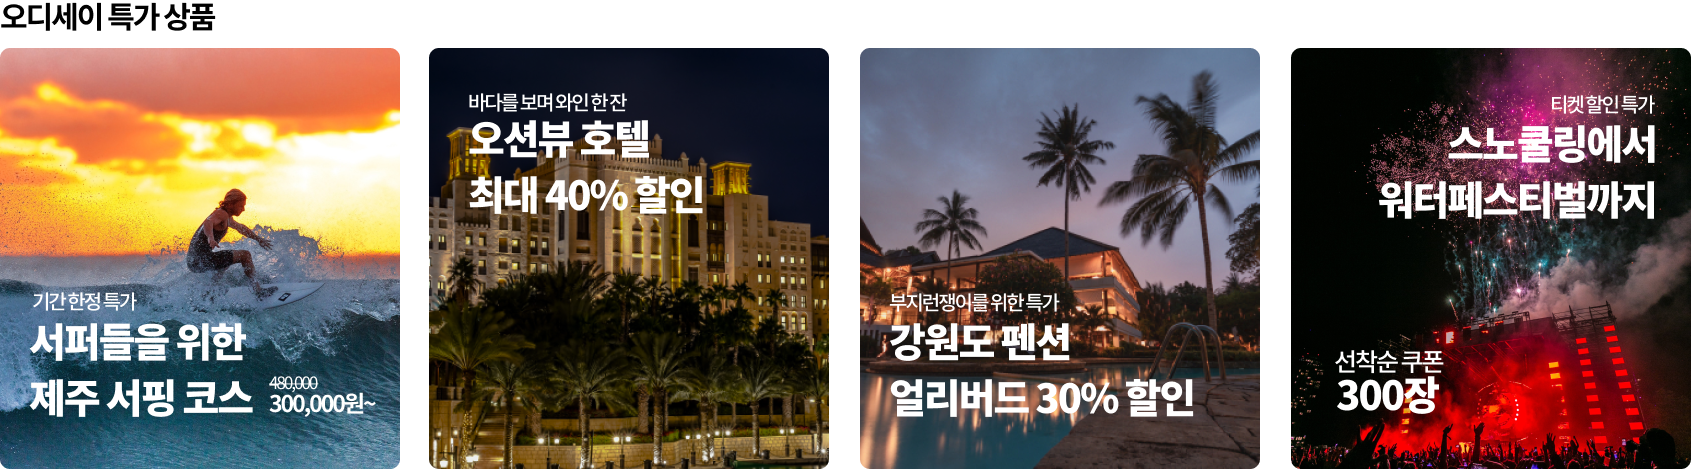 오디세이 특가 상품
기간 한정 특가
서퍼들을 위한
제주 서핑 코스
480,000
300,000원~
바다를 보며 와인 한 잔
오션뷰 호텔
최대 40% 할인
부지런쟁이를 위한 특가
강원도 펜션
얼리버드 30% 할인
티켓 할인 특가
스노쿨링에서
워터페스티벌까지
선착순 쿠폰
300장